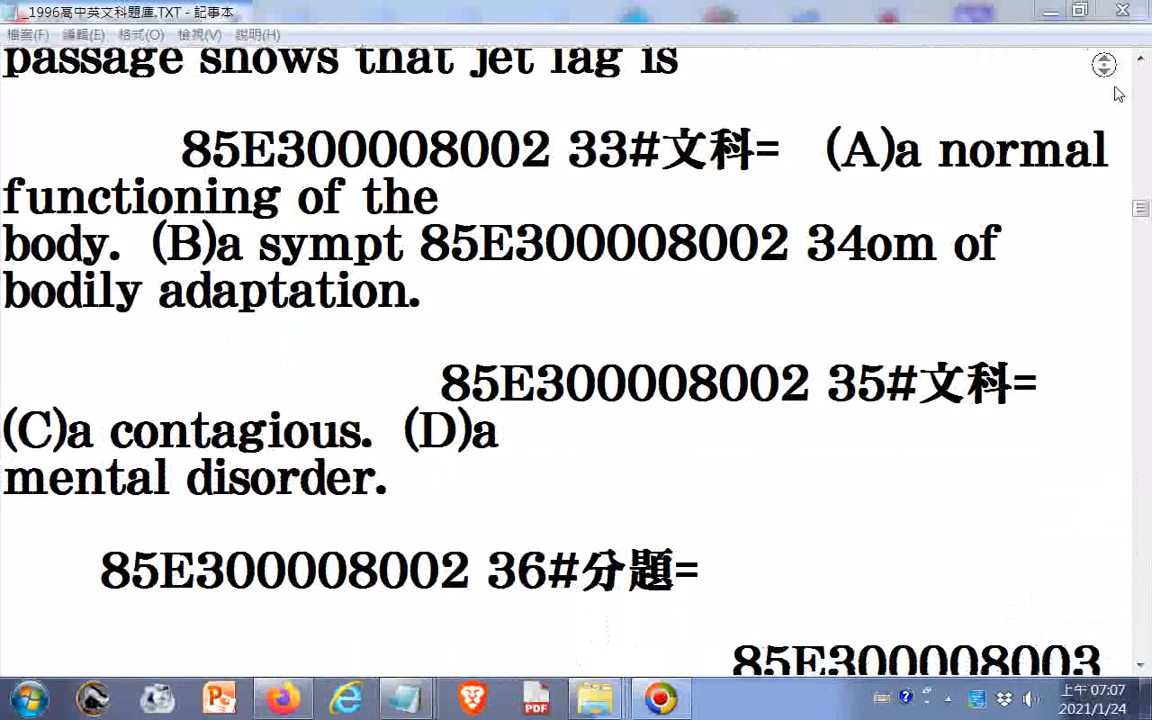 _1996高中英文科題庫.TXT - 記事本
檔案(F) 編輯(E) 格式(O) 檢視(V) 說明(H)
passage shows that jet lag is
85E300008002 33#文科= (A)a normal
functioning of the
body. (B)a sympt 85E300008002 34om of
bodily adaptation.
85E300008002 35#文科=
(C)a contagious. (D)a
mental disorder.
85E300008002 36#分題=
85E300008003
PDF
上午 07:07
2021/1/24